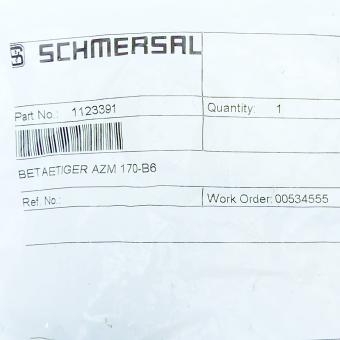 SCHMERSAL
Part No.: 1123391 Quantity: 1
BETAETIGER AZM 170-B6
Ref. No.: Work Order: 00534555